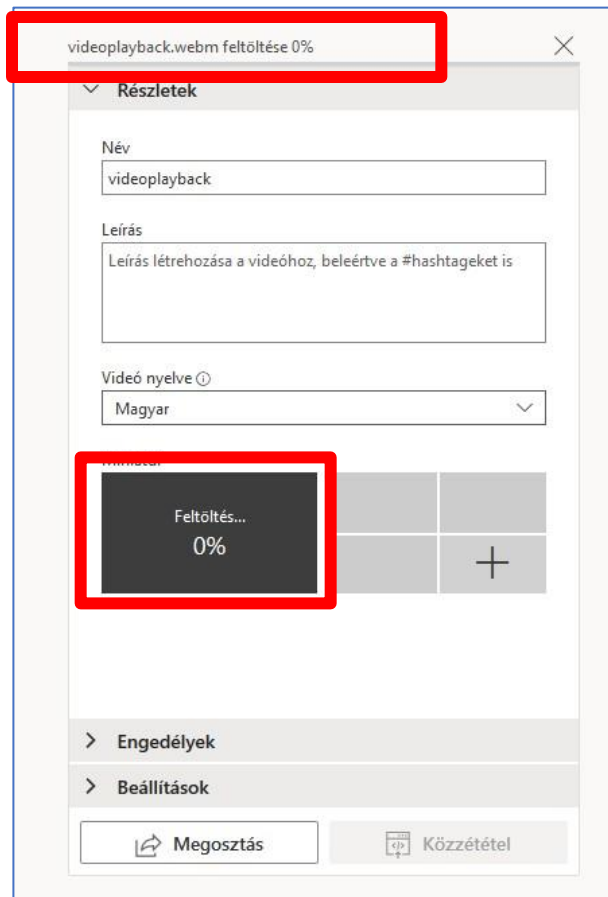 videoplayback.webm feltöltése 0%
Részletek
Név
videoplayback
Leírás
Leírás létrehozása a videóhoz, beleértve a #hashtageket is
Videó nyelve
Magyar
Feltöltés...
0%
Engedélyek
Beállítások
Megosztás
Közzététel